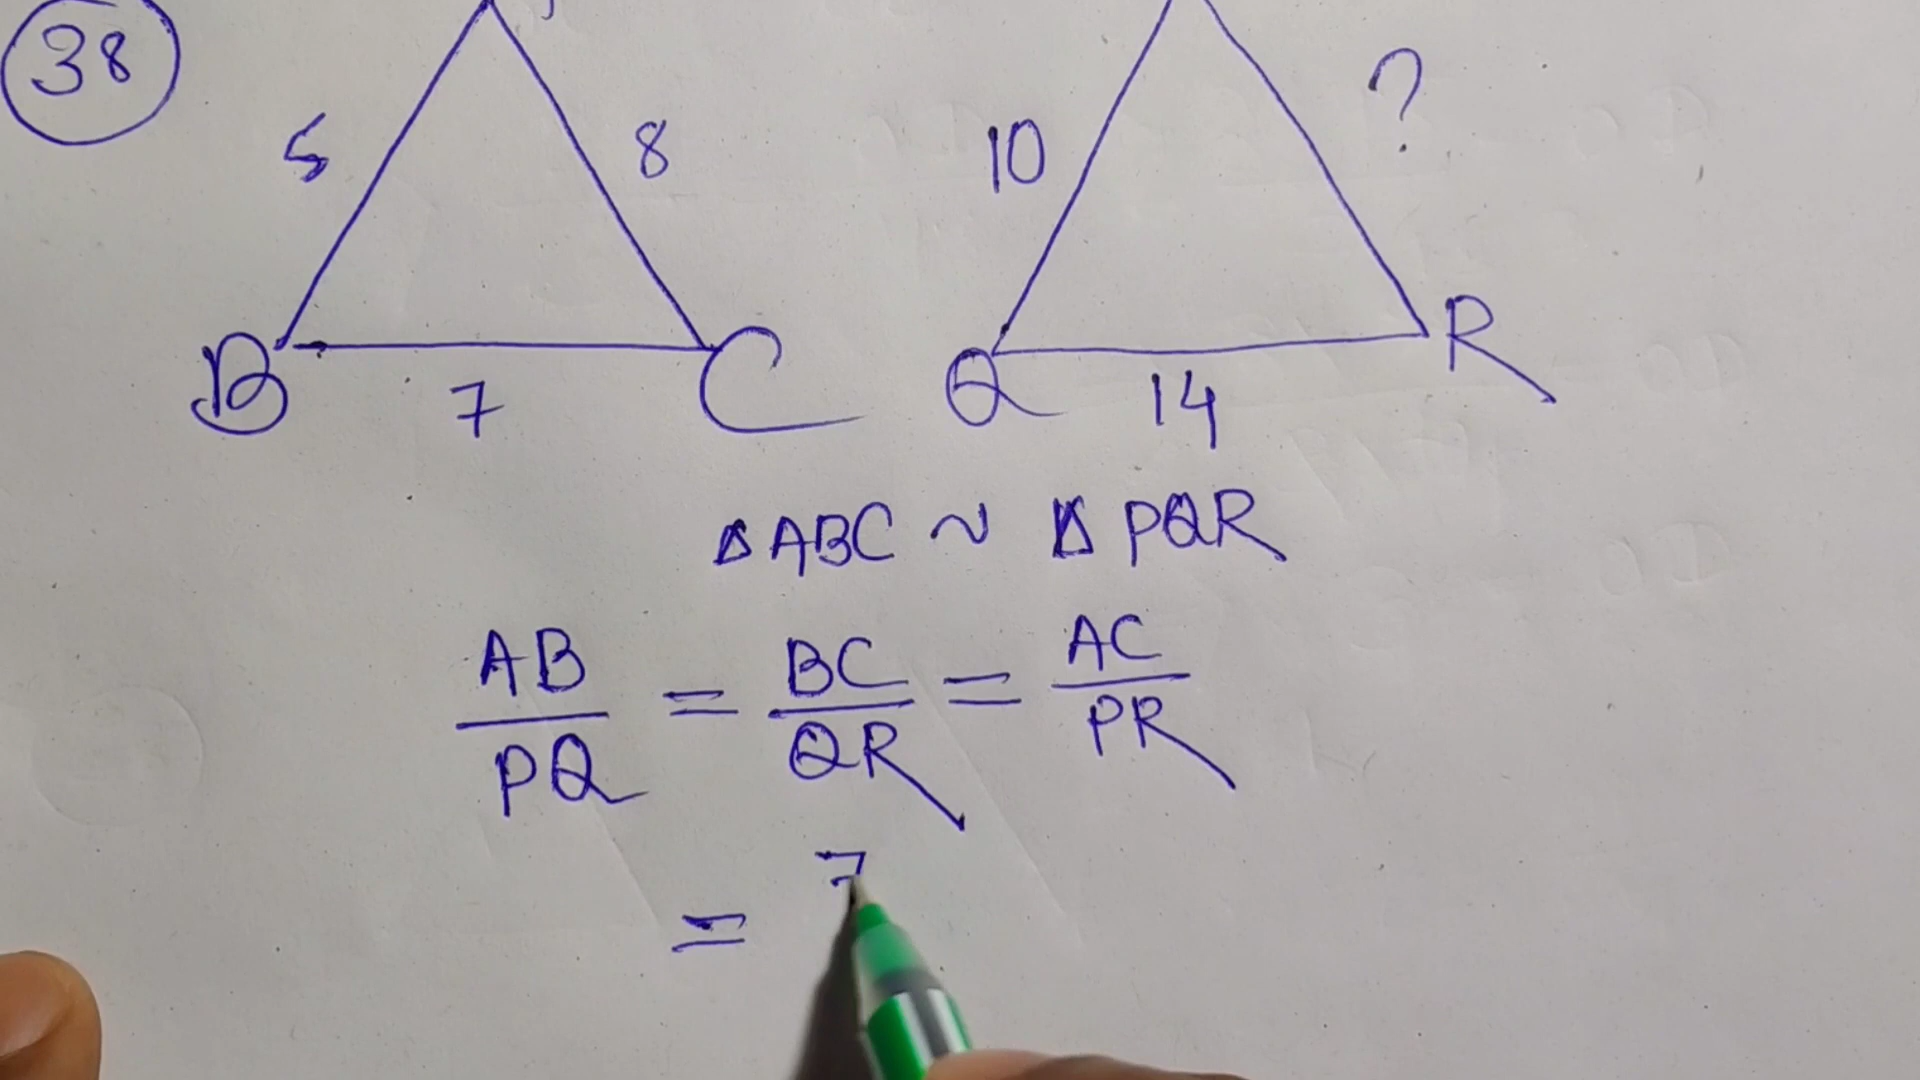 38
5 8 10 ?
B 7 C Q 14 R
△ABC ~ △PQR
AB/PQ = BC/QR = AC/PR
= 7